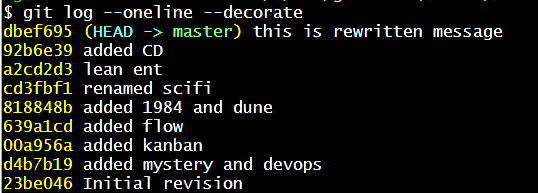 $ git log --oneline --decorate
dbef695 (HEAD -> master) this is rewritten message
92b6e39 added CD
a2cd2d3 lean ent
cd3fbf1 renamed scifi
818848b added 1984 and dune
639a1cd added flow
00a956a added kanban
d4b7b19 added mystery and devops
23be046 Initial revision